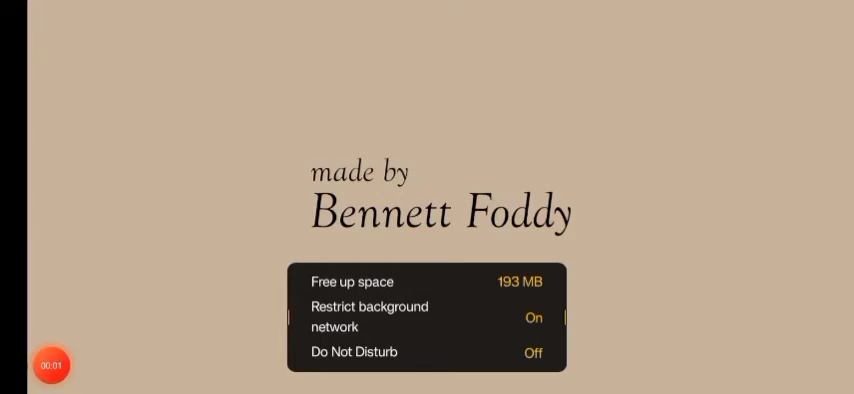 made by
Bennett Foddy
Free up space 193 MB
Restrict background
network On
Do Not Disturb Off
00:01